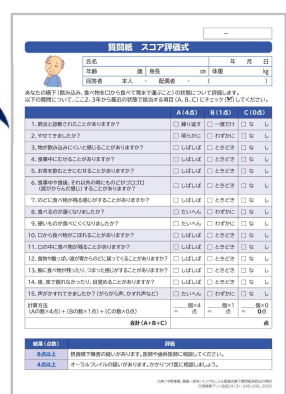 –
質問紙 スコア評価式
氏名 年 月 日
年齢 歳 身長 cm 体重 kg
回答者 本人 ・ 配偶者 ・ ( )
あなたの嚥下(飲み込み、食べ物を口から食べて胃まで運ぶこと)の状態について評価します。
以下の質問について、ここ2、3年から最近の状態で該当する項目 (A, B, C) にチェック(☑)してください。
A(4点) B(1点) C(0点)
1. 肺炎と診断されたことがありますか? □ 繰り返す □ 一度だけ □ な し
2. やせてきましたか? □ 明らかに □ わずかに □ な し
3. 物が飲み込みにくいと感じることがありますか? □ しばしば □ ときどき □ な し
4. 食事中にむせることがありますか? □ しばしば □ ときどき □ な し
5. お茶を飲むときにむせることがありますか? □ しばしば □ ときどき □ な し
6. 食事中や食後、それ以外の時にものどがゴロゴロ
(痰がからんだ感じ)することがありますか? □ しばしば □ ときどき □ な し
7. のどに食べ物が残る感じがすることがありますか? □ しばしば □ ときどき □ な し
8. 食べるのが遅くなりましたか? □ たいへん □ わずかに □ な し
9. 硬いものが食べにくくなりましたか? □ たいへん □ わずかに □ な し
10. 口から食べ物がこぼれることがありますか? □ しばしば □ ときどき □ な し
11. 口の中に食べ物が残ることがありますか? □ しばしば □ ときどき □ な し
12. 食物や酸っぱい液が胃からのどに戻ってくることがありますか? □ しばしば □ ときどき □ な し
13. 胸に食べ物が残ったり、つまった感じがすることがありますか? □ しばしば □ ときどき □ な し
14. 夜、咳で眠れなかったり、目覚めることがありますか? □ しばしば □ ときどき □ な し
15. 声がかすれてきましたか?(がらがら声、かすれ声など) □ たいへん □ わずかに □ な し
計算方法
(Aの数×4点)+(Bの数×1点)+(Cの数×0点) 個×4 = 点 個×1 = 点 個×0 0点
合計(A+B+C) 点
結果(点数) 評価
8点以上 摂食嚥下障害の疑いがあります。医師や歯科医師に相談してください。
4点以上 オーラルフレイルの疑いがあります。かかりつけ医に相談しましょう。